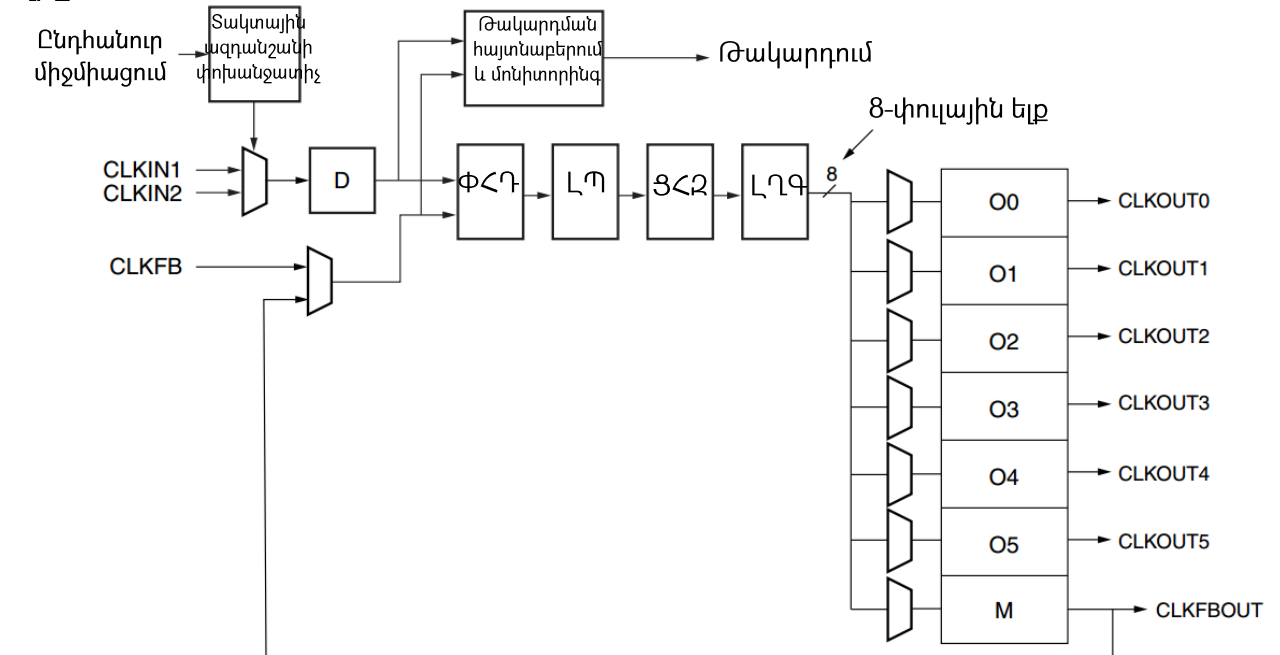 Ընդհանուր
միջմիացում
Տակտային
ազդանշանի
փոխանջատիչ
Թակարդման
հայտնաբերում
և մոնիտորինգ
Թակարդում
8-փուլային ելք
CLKIN1
CLKIN2
D
ՓՀԴ
ԼՊ
ՑՀԶ
ԼՂԳ
8
CLKFB
O0
CLKOUT0
O1
CLKOUT1
O2
CLKOUT2
O3
CLKOUT3
O4
CLKOUT4
O5
CLKOUT5
M
CLKFBOUT